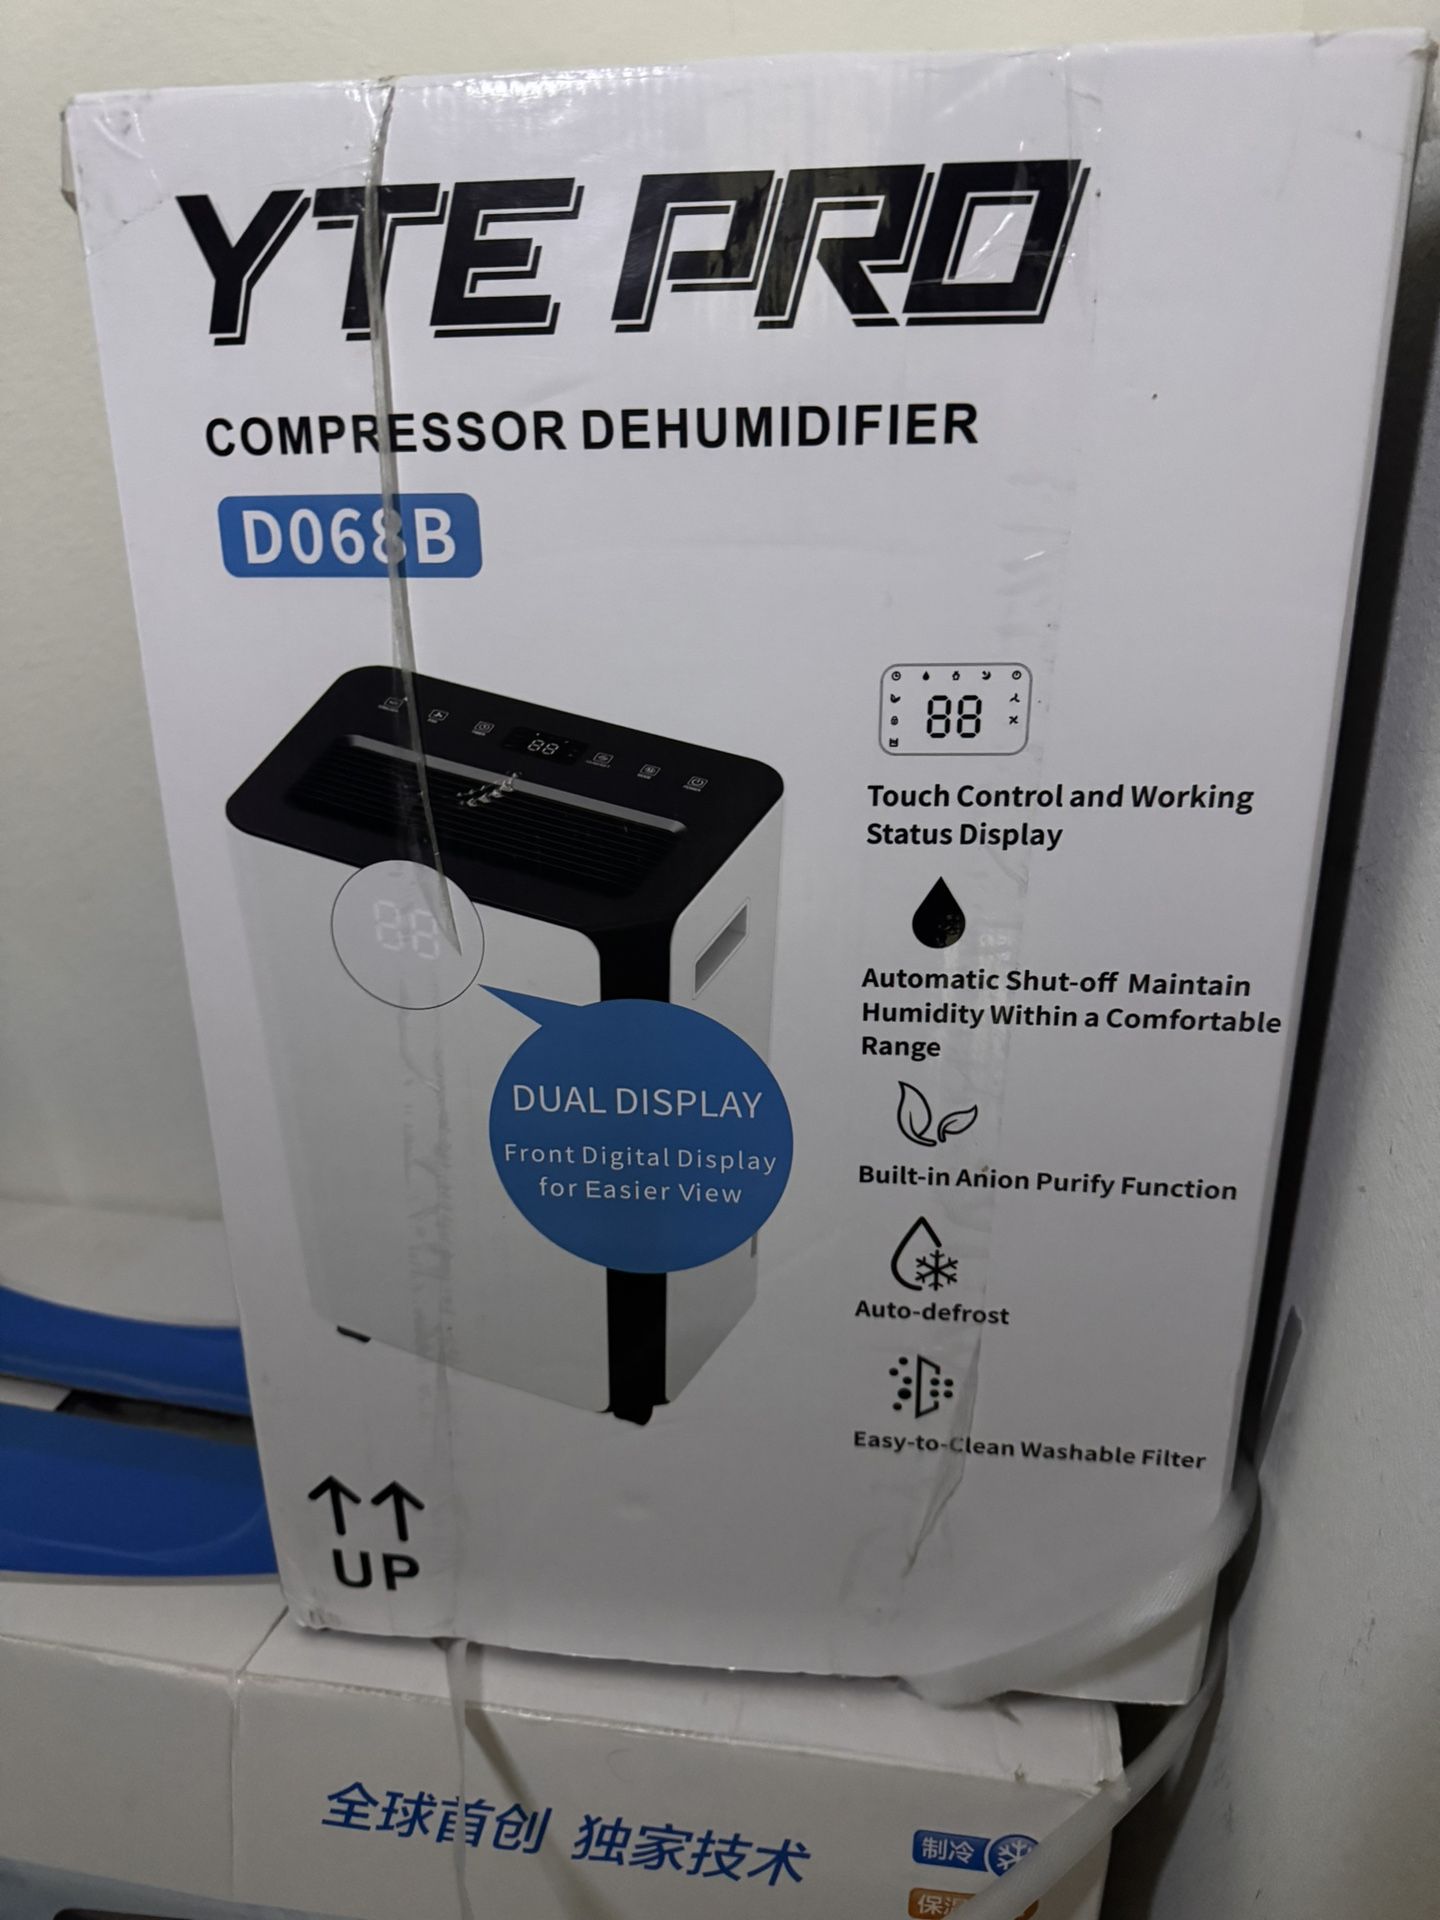 YTE PRO
COMPRESSOR DEHUMIDIFIER
D068B
88
88
Touch Control and Working
Status Display
Automatic Shut-off Maintain
Humidity Within a Comfortable
Range
88
DUAL DISPLAY
Front Digital Display
for Easier View
Built-in Anion Purify Function
Auto-defrost
Easy-to-Clean Washable Filter
UP
全球首创 独家技术
制冷
保温